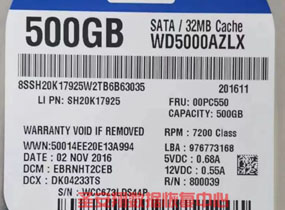 500GB
SATA / 32MB Cache
WD5000AZLX
8SSH20K17925W2TB6B63035
201611
LI PN: SH20K17925
FRU: 00PC550
CAPACITY: 500GB
WARRANTY VOID IF REMOVED
RPM: 7200 Class
WWN: 50014EE20E13A994
LBA: 976773168
DATE: 02 NOV 2016
5VDC: 0.68A
DCM: EBRNHT2CEB
12VDC: 0.55A
DCX: DK04233TS
R/N: 800039
S/N: WCC6Z3LDS44P